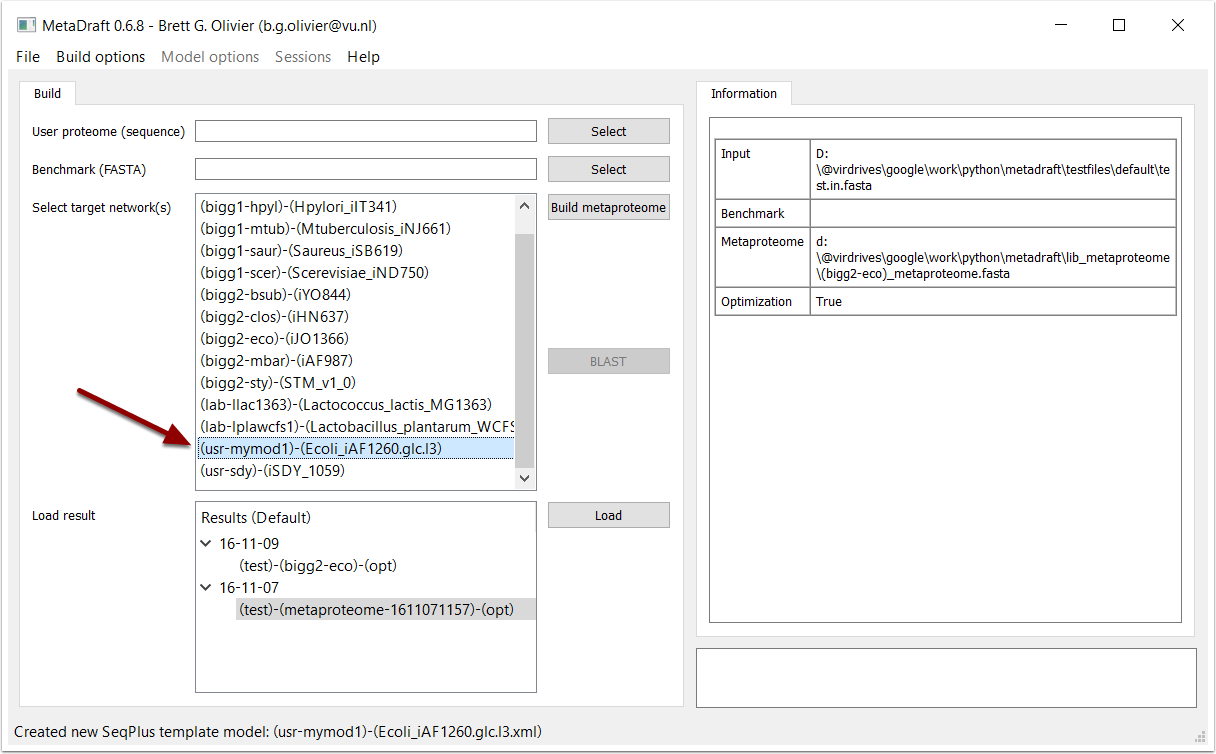 MetaDraft 0.6.8 - Brett G. Olivier (b.g.olivier@vu.nl)
File Build options Model options Sessions Help
Build
User proteome (sequence) Select
Benchmark (FASTA) Select
Select target network(s)
(bigg1-hpyl)-(Hpylori_iIT341)
(bigg1-mtub)-(Mtuberculosis_iNJ661)
(bigg1-saur)-(Saureus_iSB619)
(bigg1-scer)-(Scerevisiae_iND750)
(bigg2-bsub)-(iYO844)
(bigg2-clos)-(iHN637)
(bigg2-eco)-(iJO1366)
(bigg2-mbar)-(iAF987)
(bigg2-sty)-(STM_v1_0)
(lab-llac1363)-(Lactococcus_lactis_MG1363)
(lab-lplawcfs1)-(Lactobacillus_plantarum_WCFS
(usr-mymod1)-(Ecoli_iAF1260.glc.l3)
(usr-sdy)-(iSDY_1059)
Build metaproteome
BLAST
Load result
Results (Default)
16-11-09
(test)-(bigg2-eco)-(opt)
16-11-07
(test)-(metaproteome-1611071157)-(opt)
Load
Information
Input
D:
\@virdrives\google\work\python\metadraft\testfiles\default\te
st.in.fasta
Benchmark
Metaproteome
d:
\@virdrives\google\work\python\metadraft\lib_metaproteome
\(bigg2-eco)_metaproteome.fasta
Optimization True
Created new SeqPlus template model: (usr-mymod1)-(Ecoli_iAF1260.glc.l3.xml)